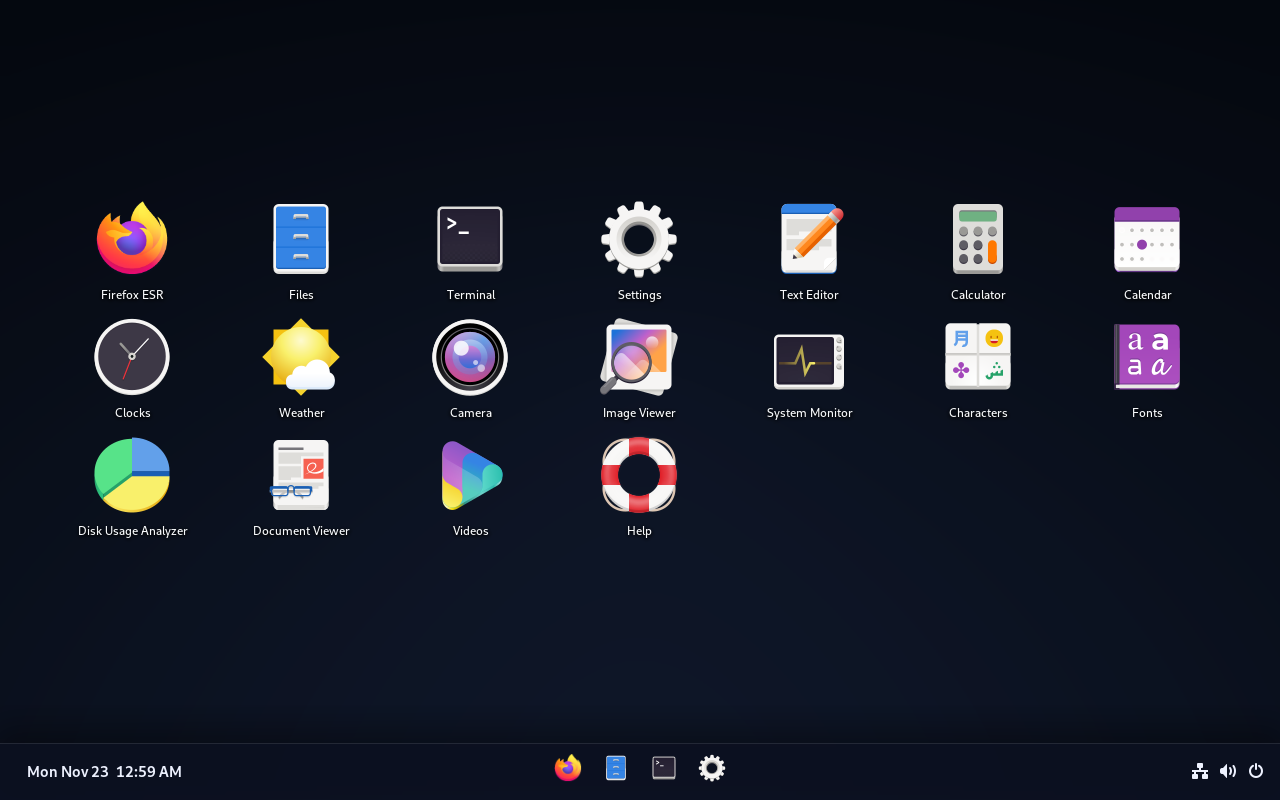 Firefox ESR
Files
Terminal
Settings
Text Editor
Calculator
Calendar
Clocks
Weather
Camera
Image Viewer
System Monitor
Characters
Fonts
Disk Usage Analyzer
Document Viewer
Videos
Help
Mon Nov 23 12:59 AM